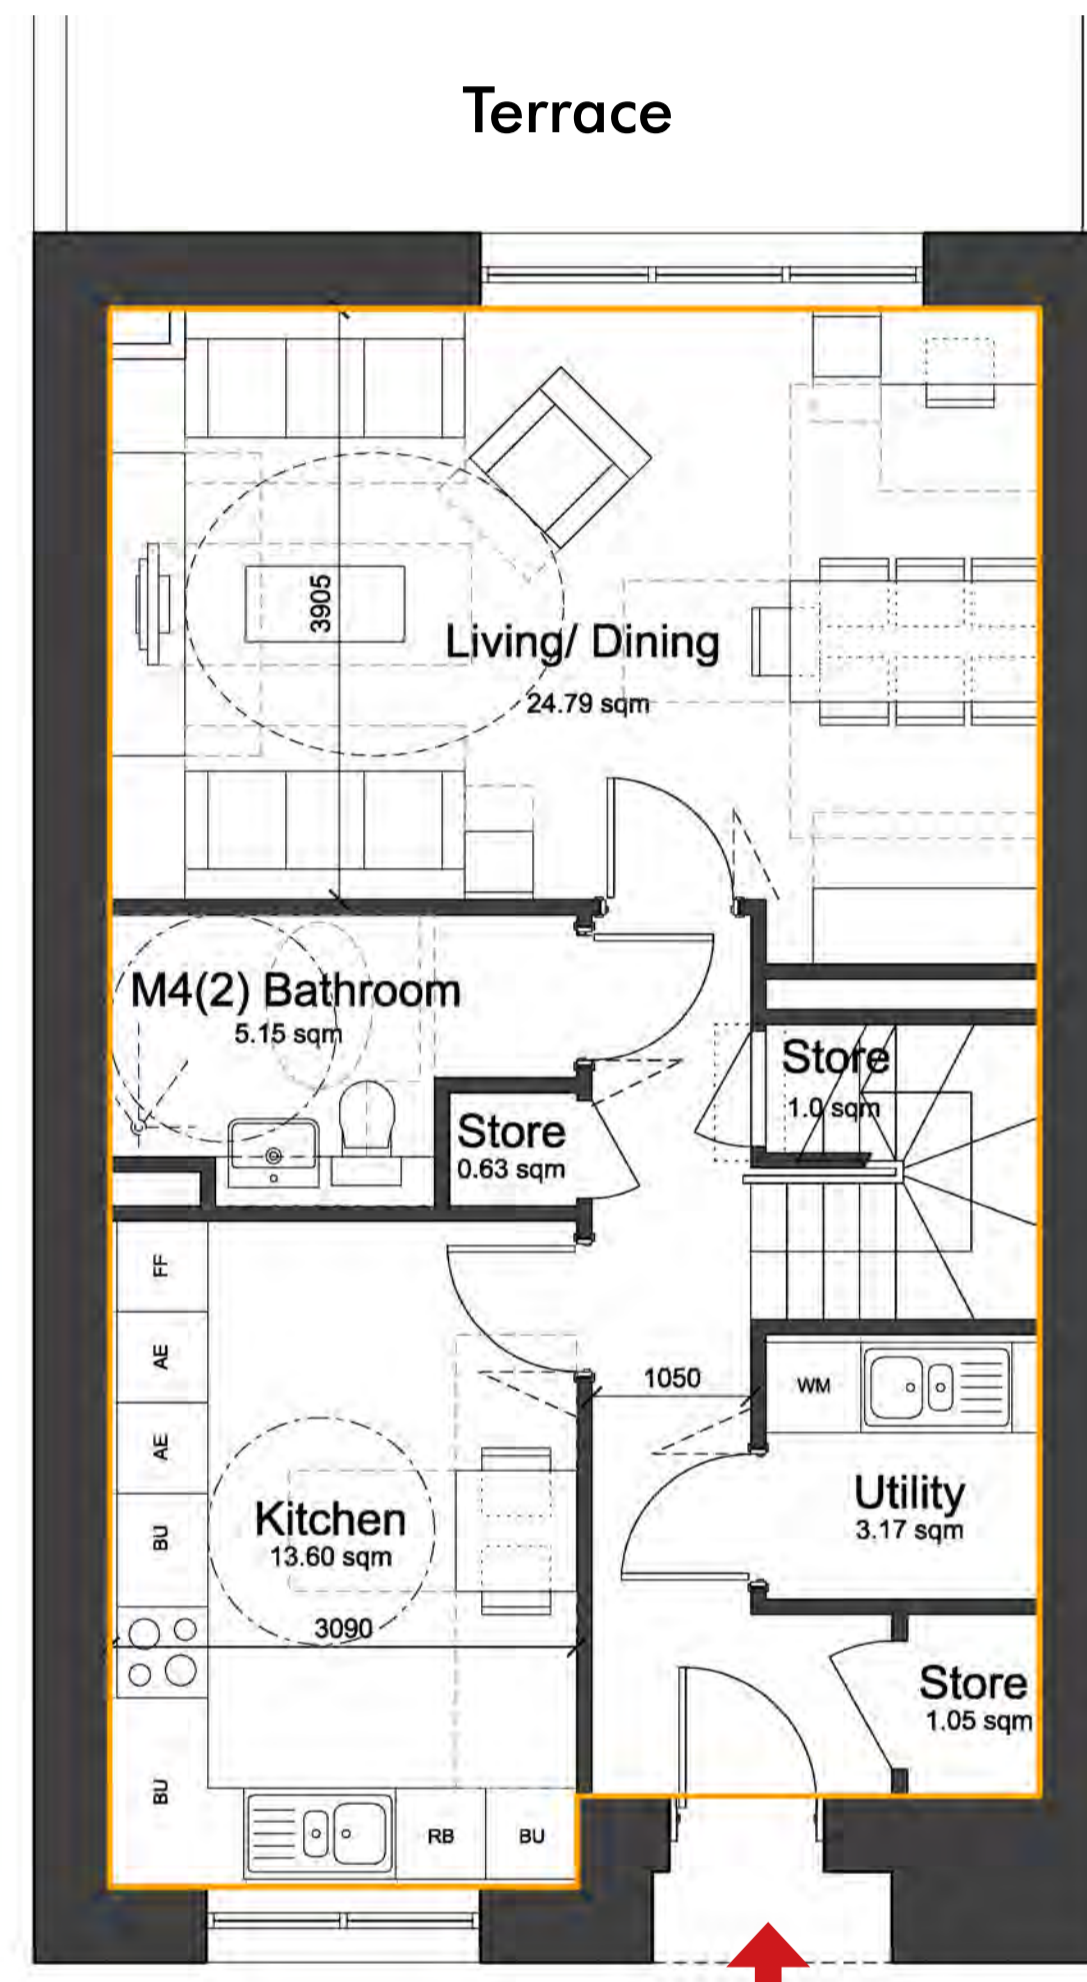 Terrace
3905
Living/ Dining
24.79 sqm
M4(2) Bathroom
5.15 sqm
Store
1.0 sqm
Store
0.63 sqm
FF
AE
AE
BU
BU
1050
WM
Utility
3.17 sqm
Kitchen
13.60 sqm
3090
Store
1.05 sqm
RB
BU